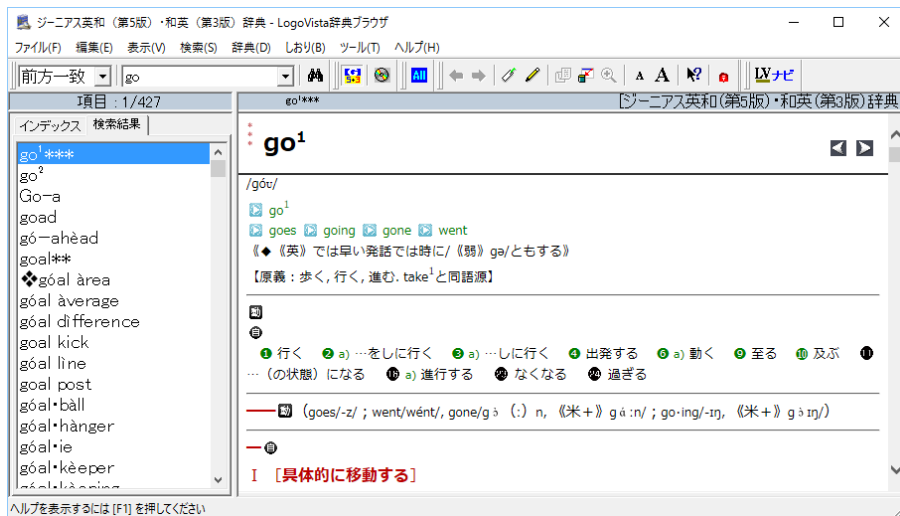 ジーニアス英和（第5版）・和英（第3版）辞典 - LogoVista辞典ブラウザ
ファイル(F) 編集(E) 表示(V) 検索(S) 辞典(D) しおり(B) ツール(T) ヘルプ(H)
前方一致 go All A A LVナビ
項目 : 1/427 go¹*** [ジーニアス英和(第5版)・和英(第3版)辞典
インデックス 検索結果
go¹***
go²
Go–a
goad
gó–ahèad
goal**
❖góal àrea
góal àverage
góal dìfference
goal kick
góal lìne
goal post
góal•bàll
góal•hànger
góal•ie
góal•kèeper
góal•kèeping
go¹
/góʊ/
go¹
goes going gone went
《◆《英》では早い発話では時に/《弱》gə/ともする》
【原義：歩く, 行く, 進む. take¹と同語源】
動
自
❶ 行く ❷ a) …をしに行く ❸ a) …しに行く ❹ 出発する ❻ a) 動く ❾ 至る ❿ 及ぶ ⓫
…（の状態）になる ⓰ a) 進行する なくなる 過ぎる
動 （goes/-z/ ; went/wént/, gone/gɔ́（:）n, 《米＋》gɑ́:n/ ; go·ing/-ɪŋ, 《米＋》gɔ́ɪŋ/）
自
I ［具体的に移動する］
ヘルプを表示するには [F1] を押してください